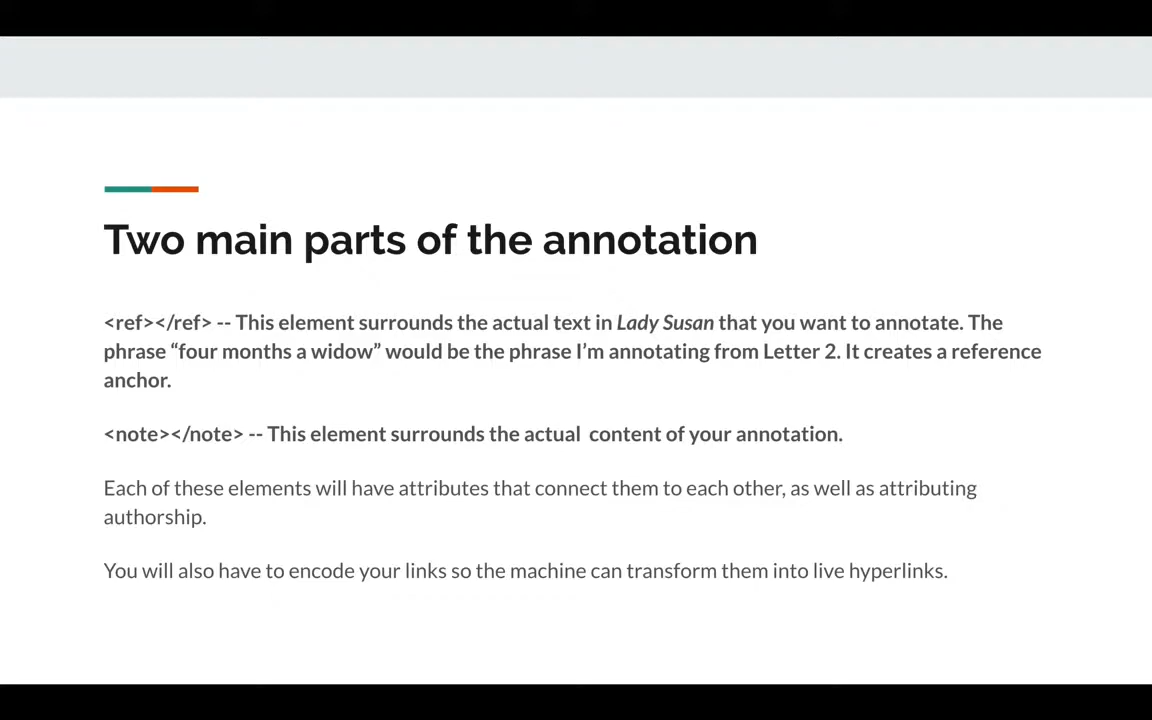 Two main parts of the annotation
<ref></ref> -- This element surrounds the actual text in Lady Susan that you want to annotate. The
phrase “four months a widow” would be the phrase I’m annotating from Letter 2. It creates a reference
anchor.
<note></note> -- This element surrounds the actual  content of your annotation.
Each of these elements will have attributes that connect them to each other, as well as attributing
authorship.
You will also have to encode your links so the machine can transform them into live hyperlinks.